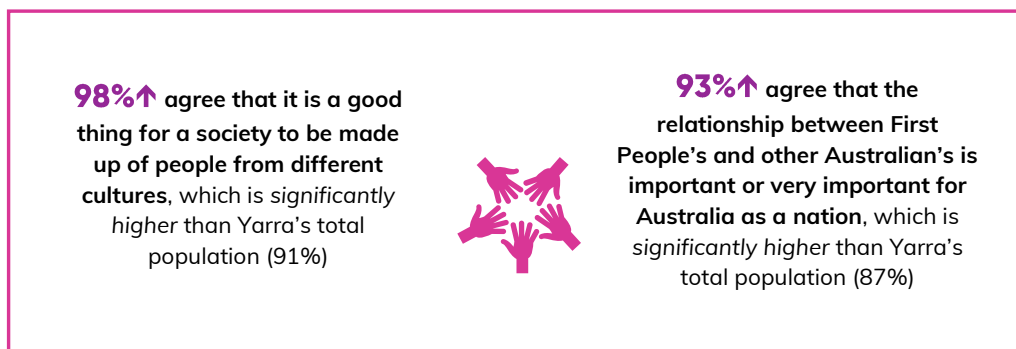 98%↑ agree that it is a good
thing for a society to be made
up of people from different
cultures, which is significantly
higher than Yarra’s total
population (91%)
93%↑ agree that the
relationship between First
People’s and other Australian’s is
important or very important for
Australia as a nation, which is
significantly higher than Yarra’s
total population (87%)